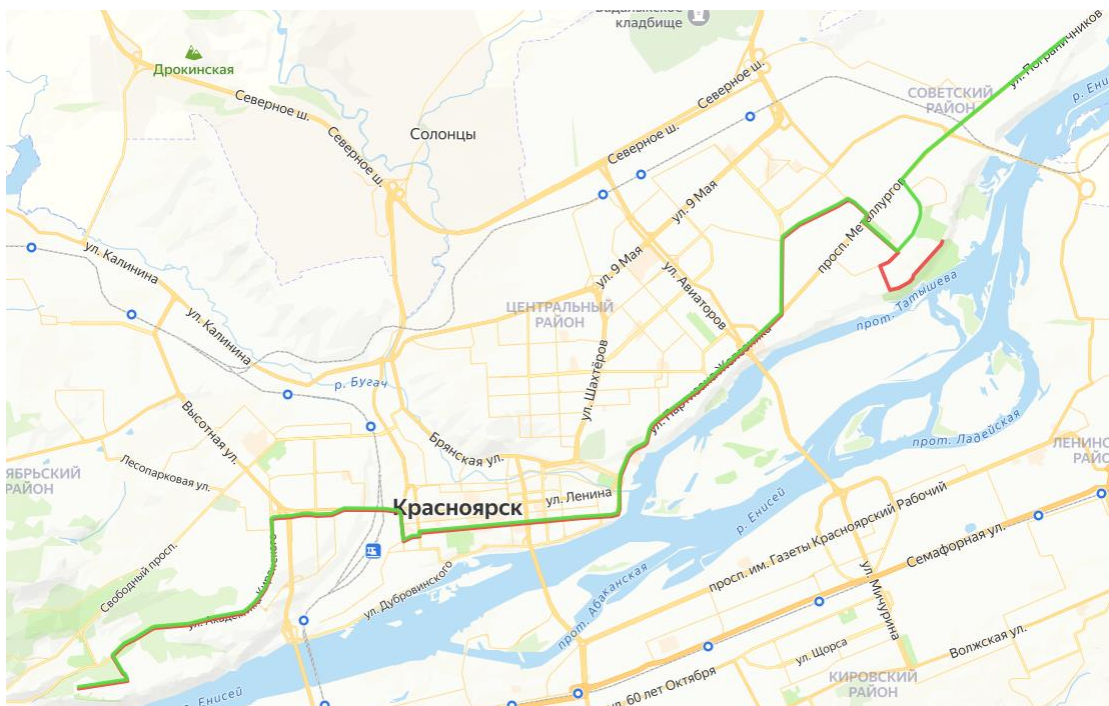 Бадалыкское
кладбище
Дрокинская
Северное ш.
Северное ш.
Солонцы
Северное ш.
Северное ш.
ул. Пограничников
СОВЕТСКИЙ
РАЙОН
р. Енисей
ул. 9 Мая
просп. Металлургов
ул. Калинина
ул. 9 Мая
ул. Авиаторов
прот. Татышева
ЦЕНТРАЛЬНЫЙ
РАЙОН
ул. Калинина
р. Бугач
ул. Шахтёров
ул. Партизана Железняка
Высотная ул.
Брянская ул.
прот. Ладейская
ЛЕНИНС
РАЙО
ЯБРЬСКИЙ
РАЙОН
Лесопарковая ул.
Красноярск
ул. Ленина
р. Енисей
просп. им. Газеты Красноярский Рабочий
Семафорная ул.
Свободный просп.
ул. Академика Киренского
ул. Дубровинского
прот. Абаканская
ул. Мичурина
ул. Щорса
Волжская ул.
КИРОВСКИЙ
РАЙОН
р. Енисей
ул. 60 лет Октября